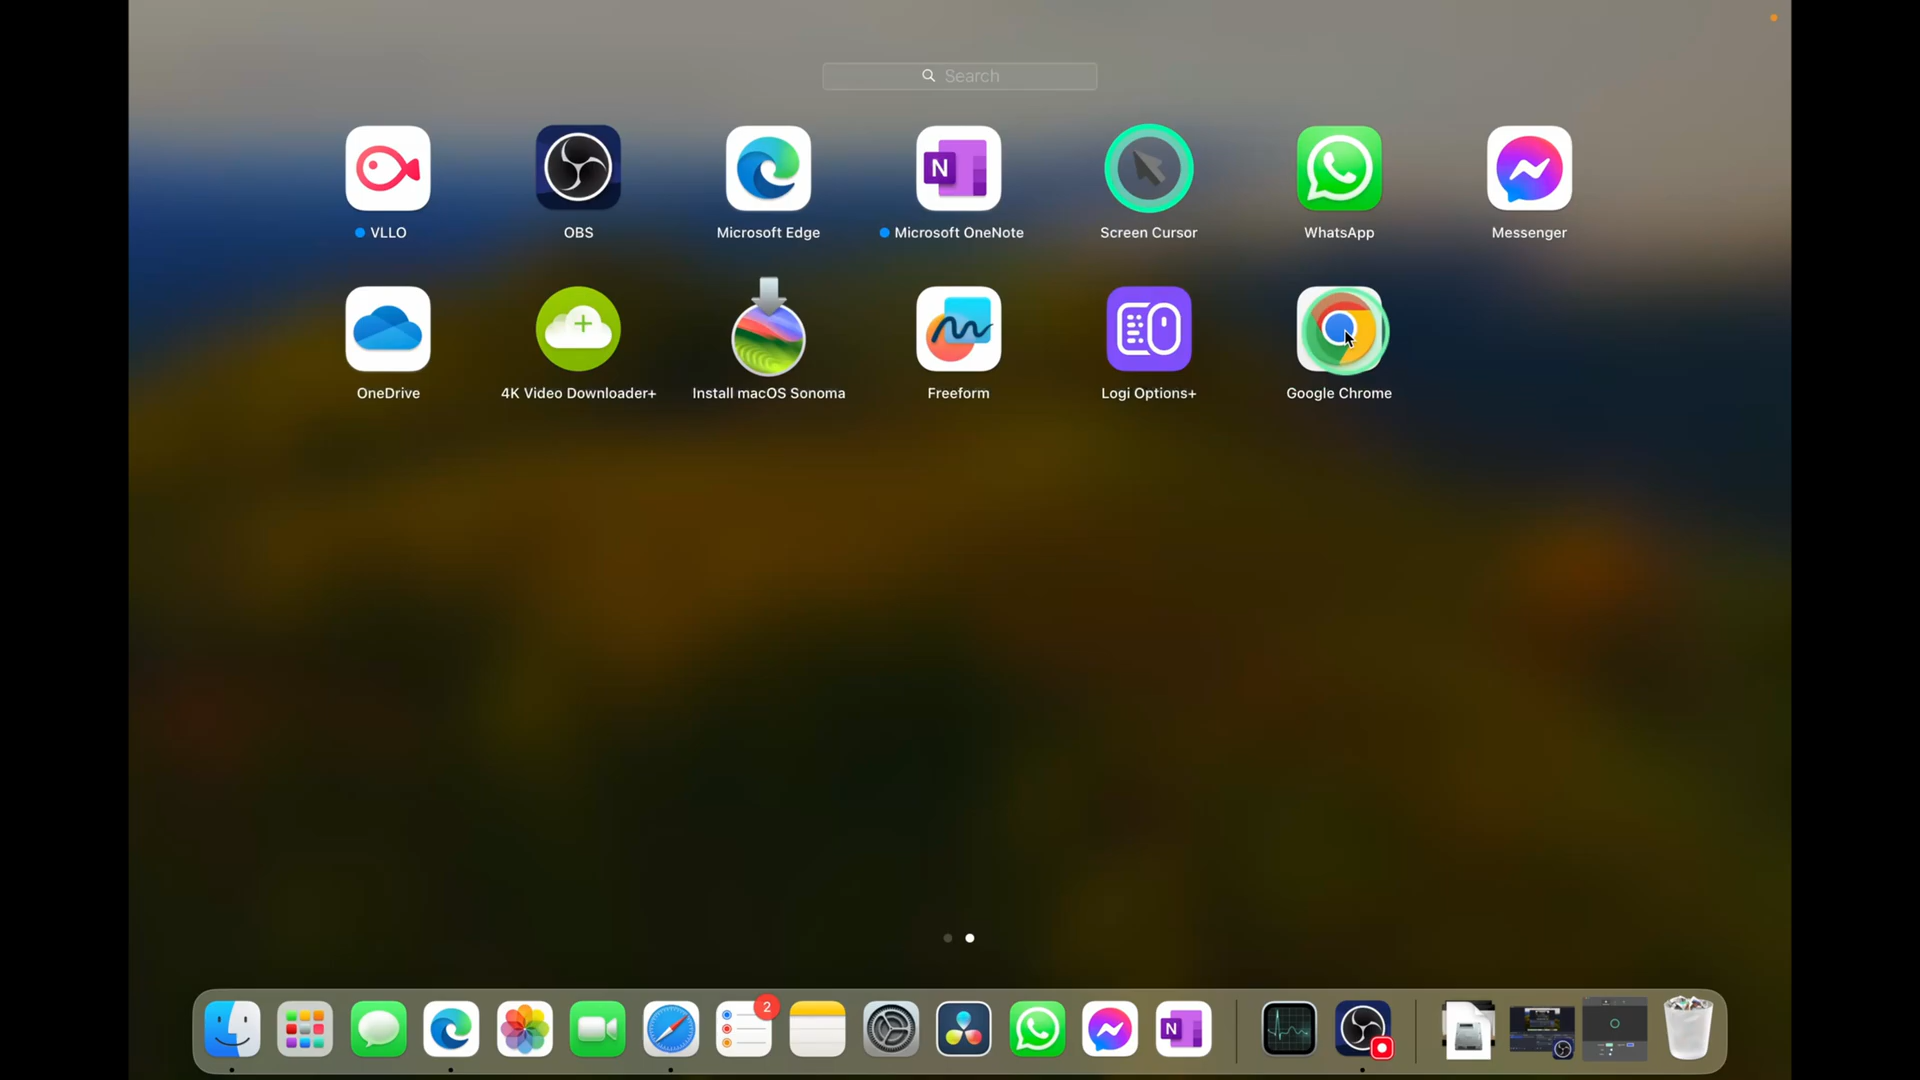 Search
VLLO
OBS
Microsoft Edge
N
Microsoft OneNote
Screen Cursor
WhatsApp
Messenger
OneDrive
4K Video Downloader+
Install macOS Sonoma
Freeform
Logi Options+
Google Chrome
2
N